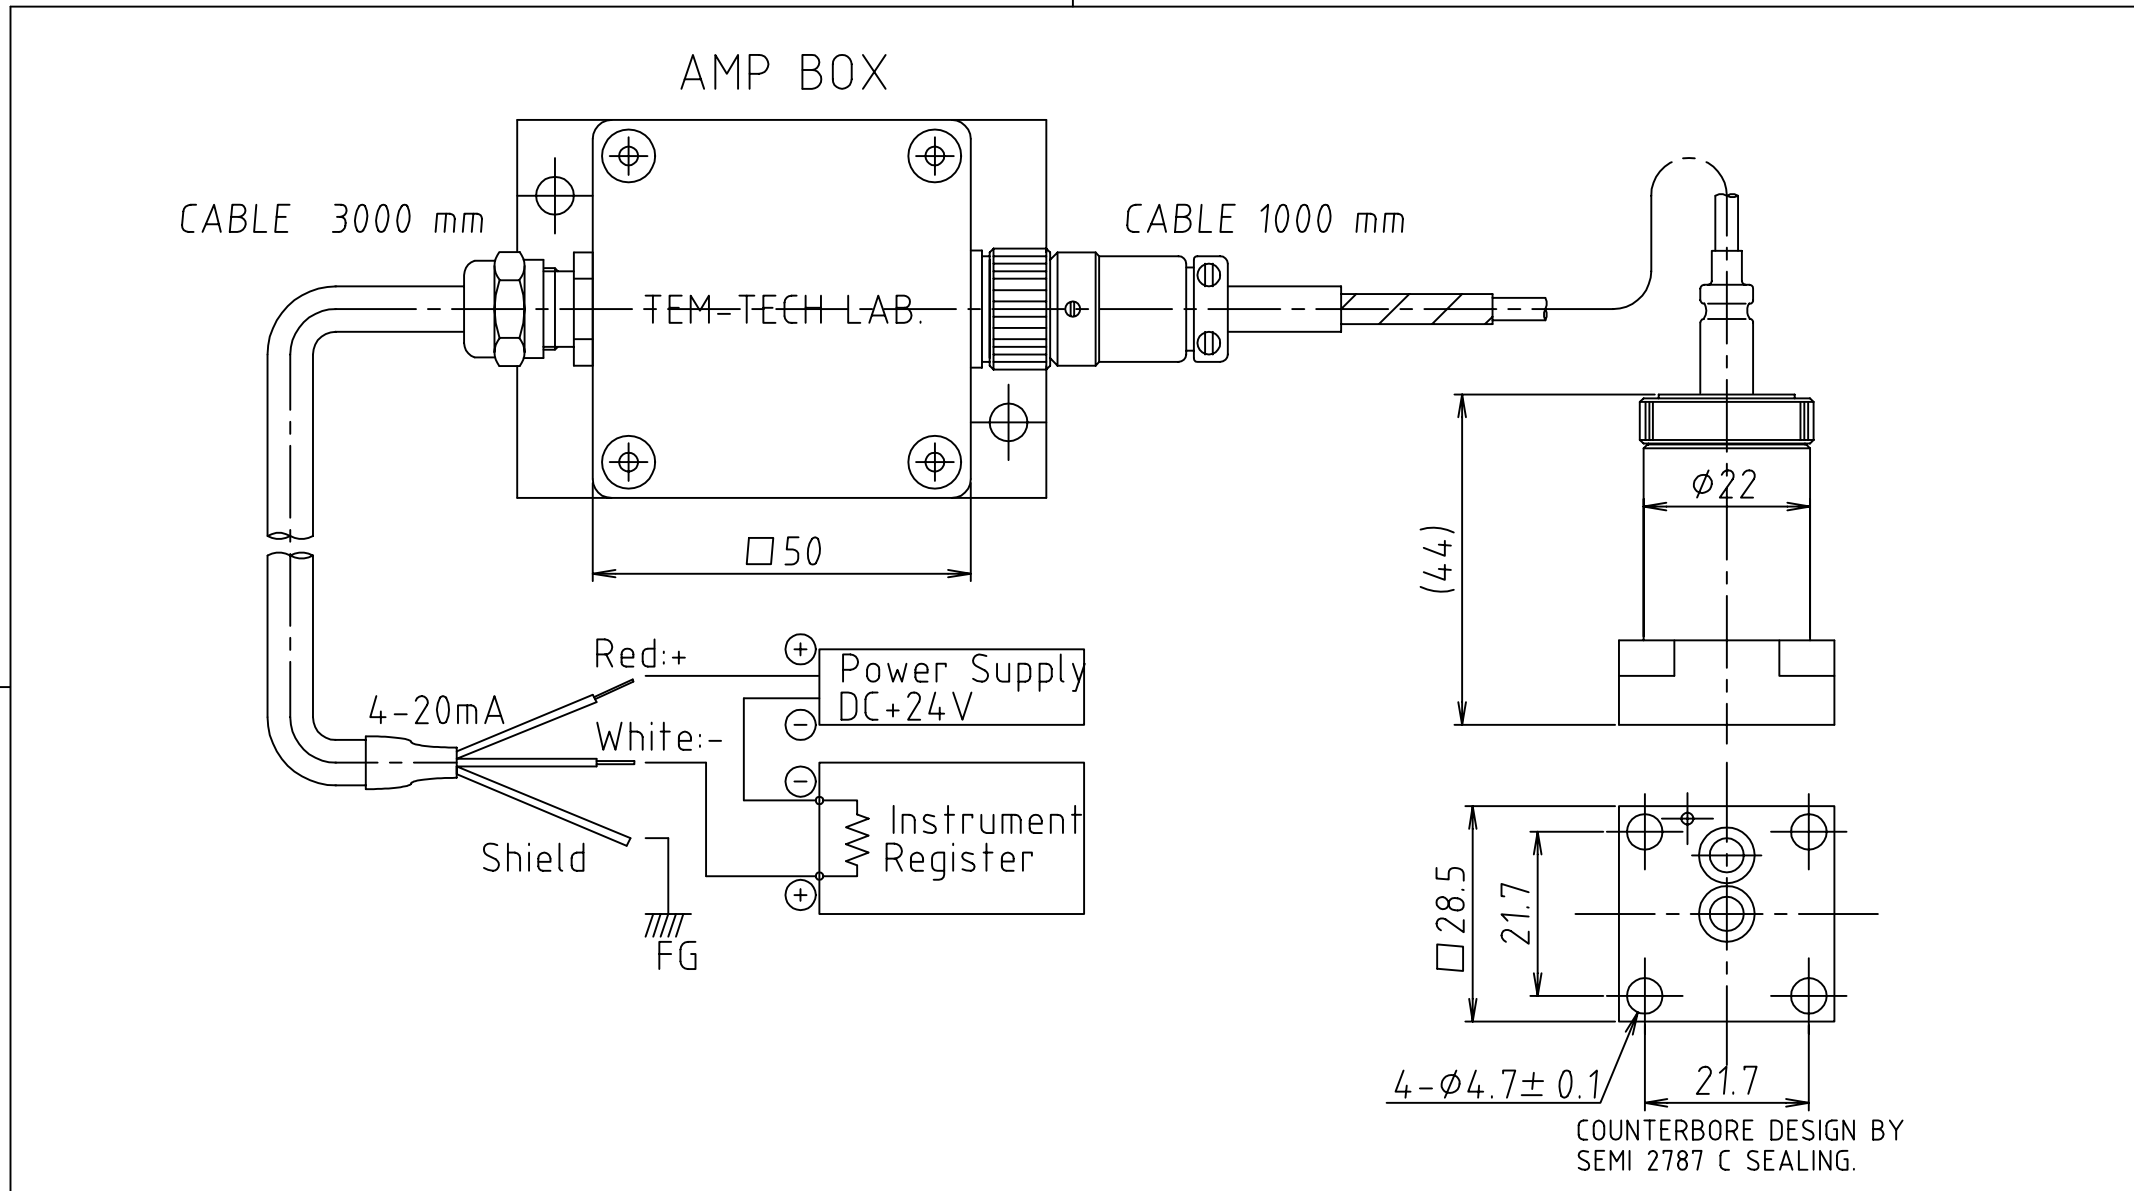 AMP BOX
CABLE 3000 mm
CABLE 1000 mm
TEM-TECH LAB.
□50
φ22
(44)
Red:+
+
Power Supply
DC+24V
−
4-20mA
White:-
−
Instrument
Register
+
Shield
FG
□28.5
21.7
4-φ4.7± 0.1
21.7
COUNTERBORE DESIGN BY
SEMI 2787 C SEALING.